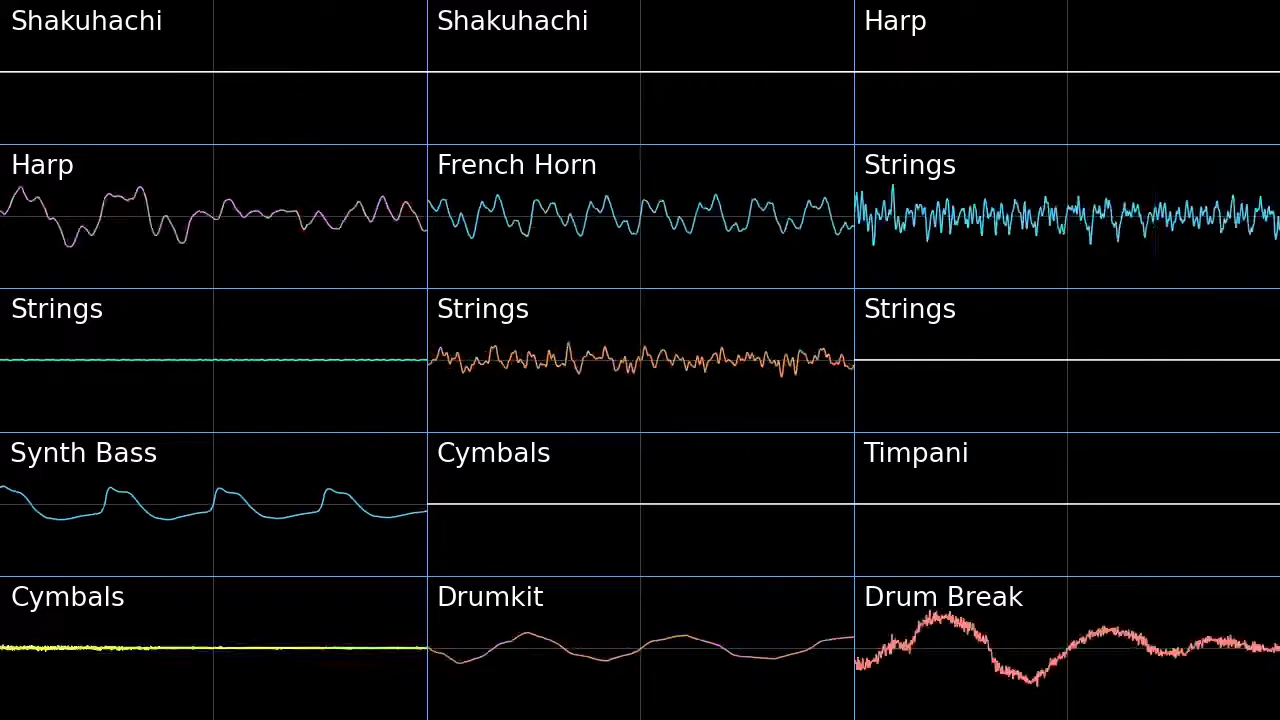 Shakuhachi
Shakuhachi
Harp
Harp
French Horn
Strings
Strings
Strings
Strings
Synth Bass
Cymbals
Timpani
Cymbals
Drumkit
Drum Break